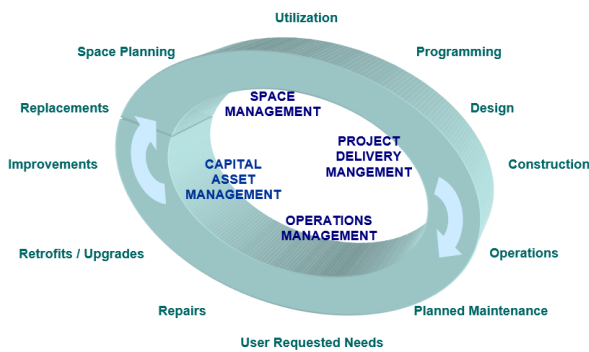 Utilization
Space Planning
Programming
SPACE
MANAGEMENT
Replacements
Design
PROJECT
DELIVERY
MANGEMENT
Improvements
Construction
CAPITAL
ASSET
MANAGEMENT
OPERATIONS
MANAGEMENT
Retrofits / Upgrades
Operations
Repairs
Planned Maintenance
User Requested Needs